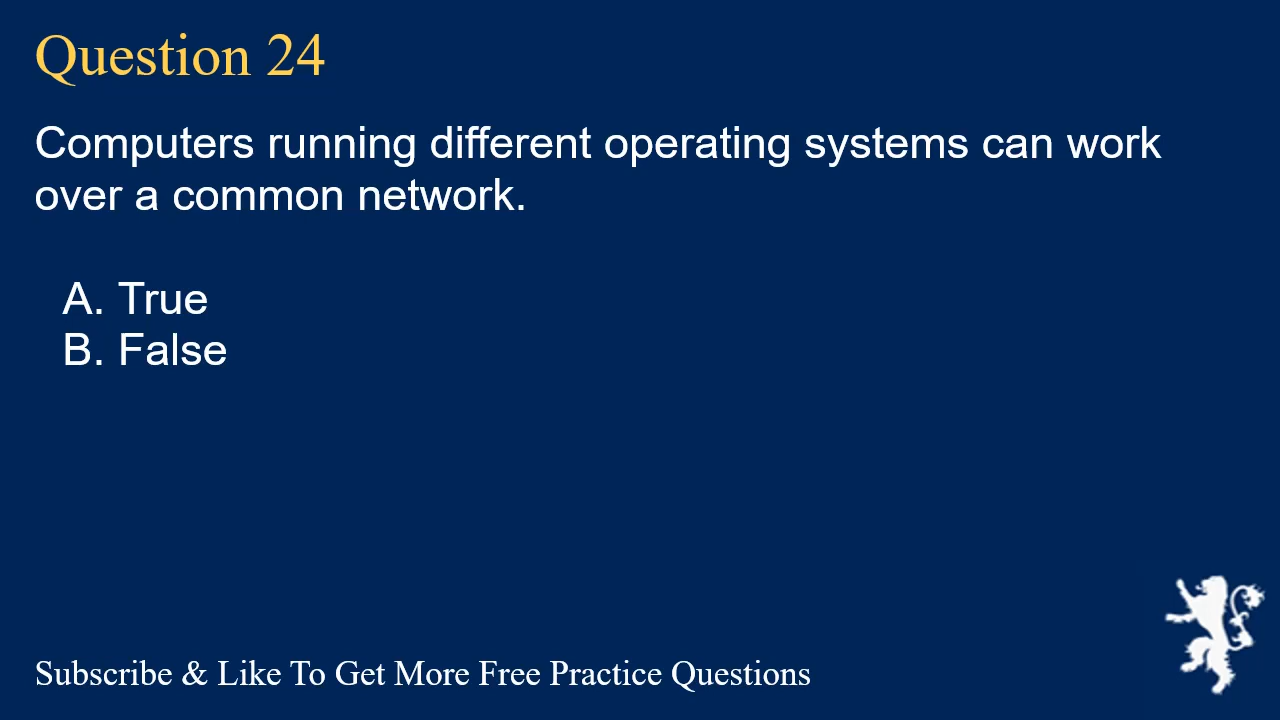 Question 24
Computers running different operating systems can work
over a common network.
A. True
B. False
Subscribe & Like To Get More Free Practice Questions